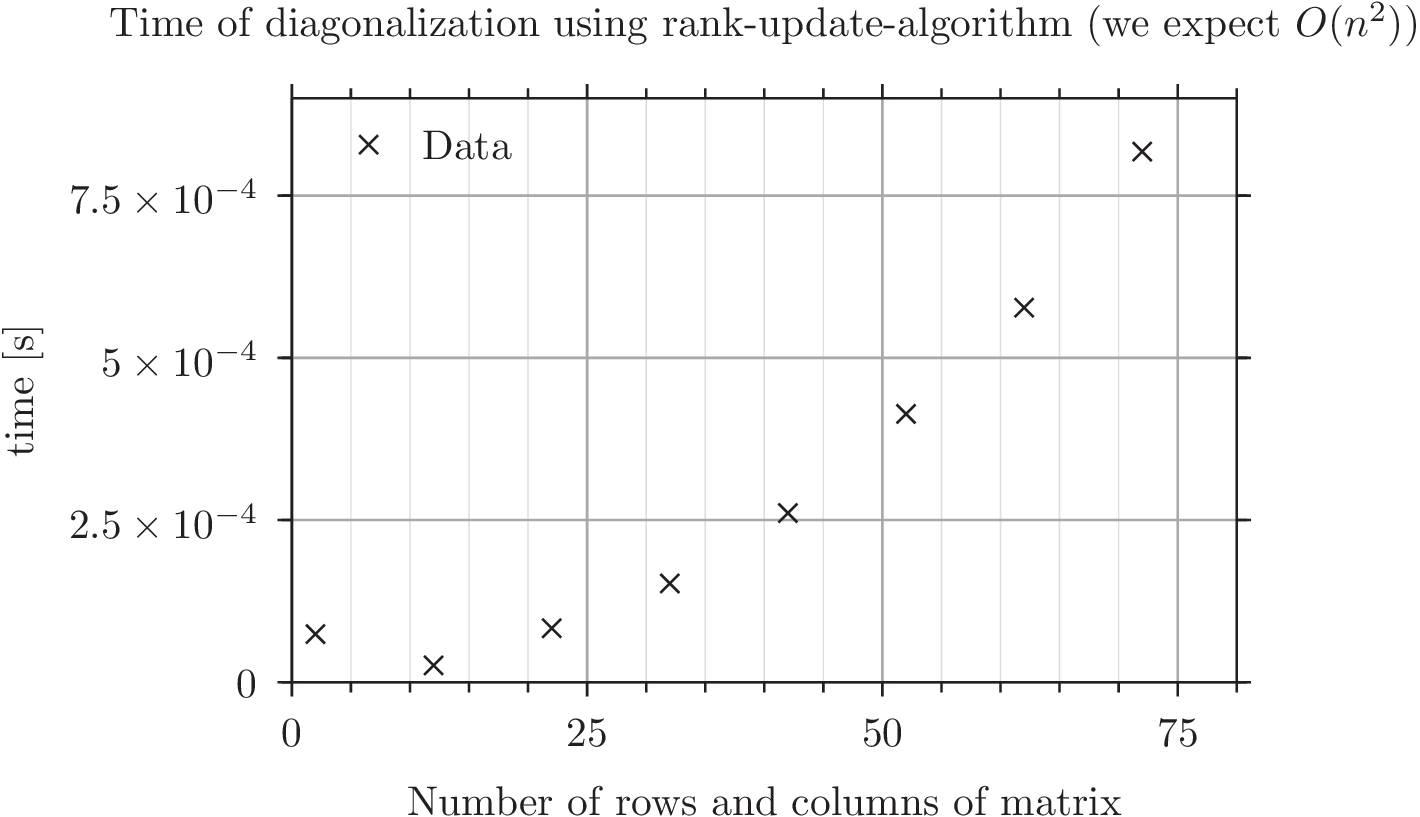 Time of diagonalization using rank-update-algorithm (we expect $O(n^2)$)
× Data
7.5 × 10⁻⁴
5 × 10⁻⁴
2.5 × 10⁻⁴
0
time [s]
0 25 50 75
Number of rows and columns of matrix